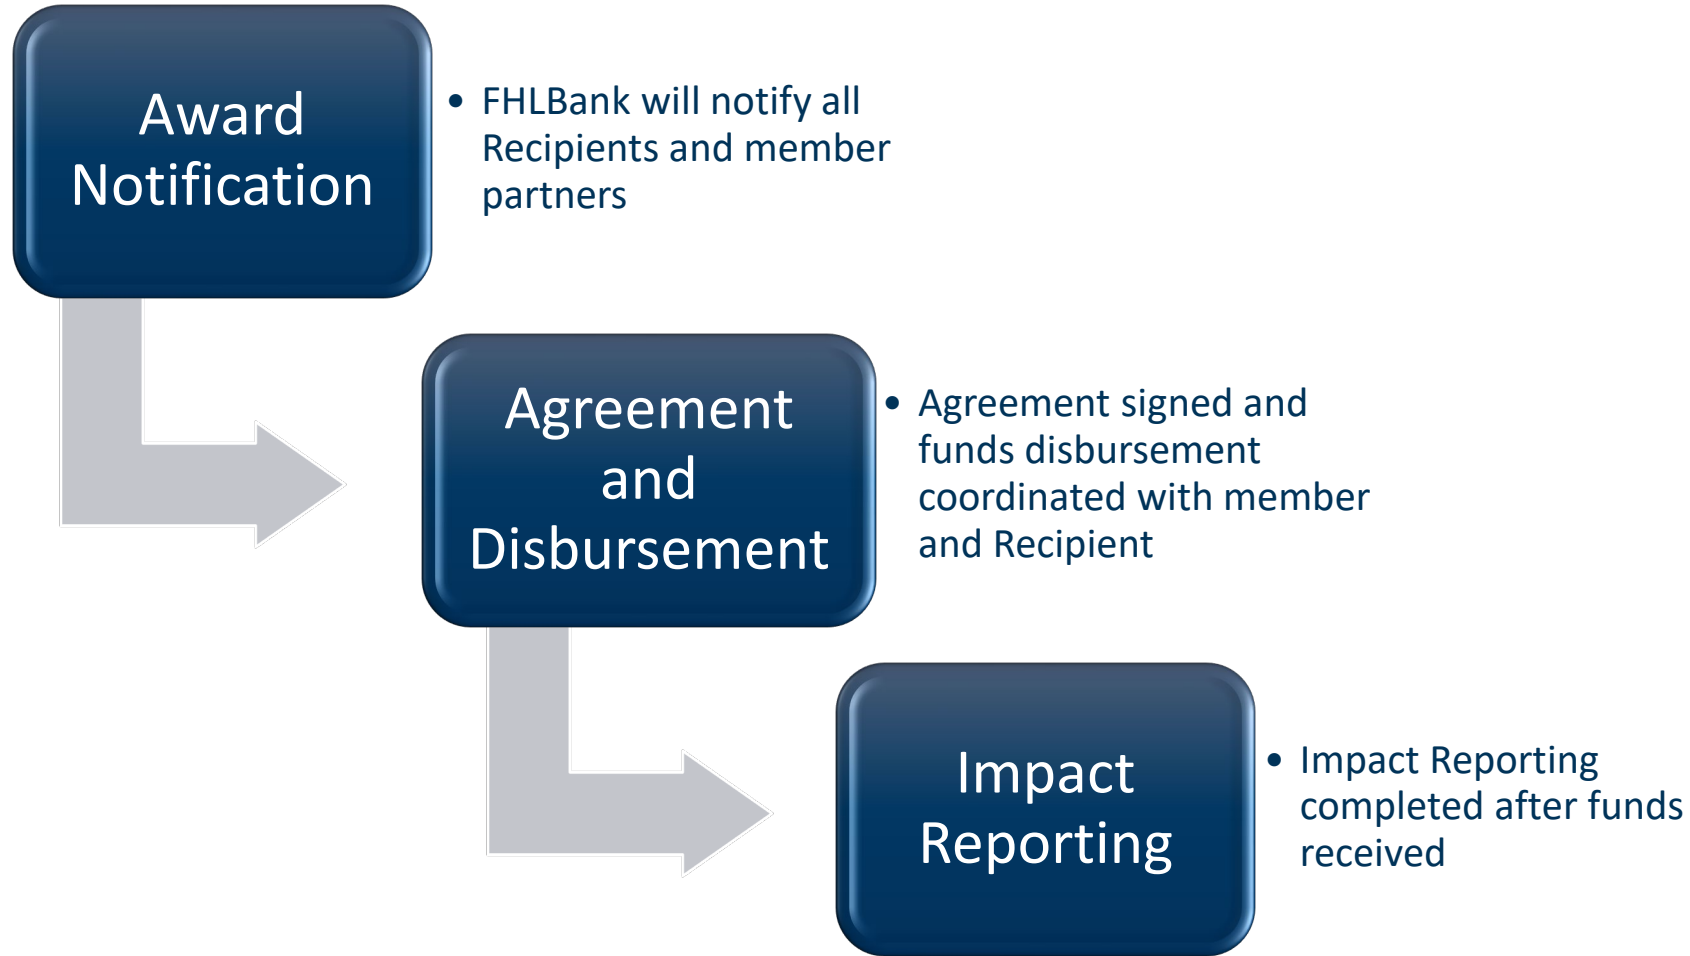 Award
Notification
• FHLBank will notify all
Recipients and member
partners
Agreement
and
Disbursement
• Agreement signed and
funds disbursement
coordinated with member
and Recipient
Impact
Reporting
• Impact Reporting
completed after funds
received